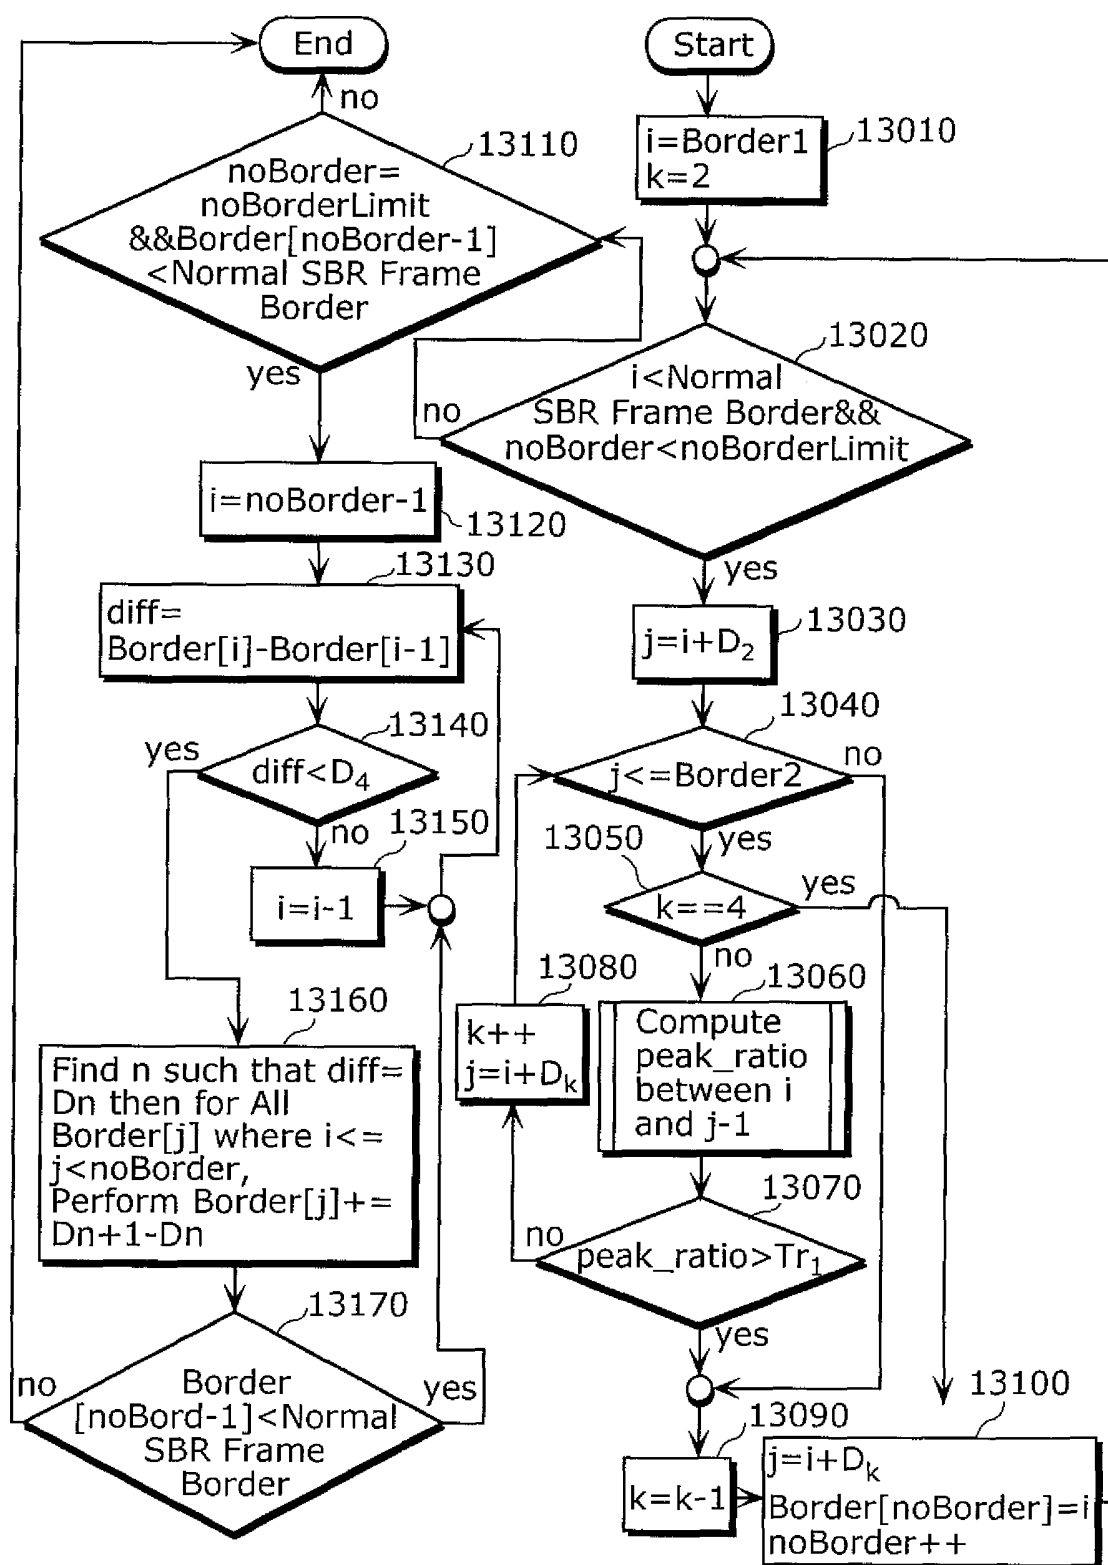 End
Start
no
13110
noBorder=
noBorderLimit
&&Border[noBorder-1]
<Normal SBR Frame
Border
yes
13010
i=Border1
k=2
13020
i<Normal
SBR Frame Border&&
noBorder<noBorderLimit
no
yes
i=noBorder-1
13120
13130
diff=
Border[i]-Border[i-1]
13030
j=i+D2
13140
yes
diff<D4
no
13150
i=i-1
13040
no
j<=Border2
yes
13050
yes
k==4
no
13080
k++
j=i+Dk
13060
Compute
peak_ratio
between i
and j-1
13070
no
peak_ratio>Tr1
yes
13160
Find n such that diff=
Dn then for All
Border[j] where i<=
j<noBorder,
Perform Border[j]+=
Dn+1-Dn
13170
no
yes
Border
[noBord-1]<Normal
SBR Frame
Border
13090
k=k-1
13100
j=i+Dk
Border[noBorder]=i
noBorder++